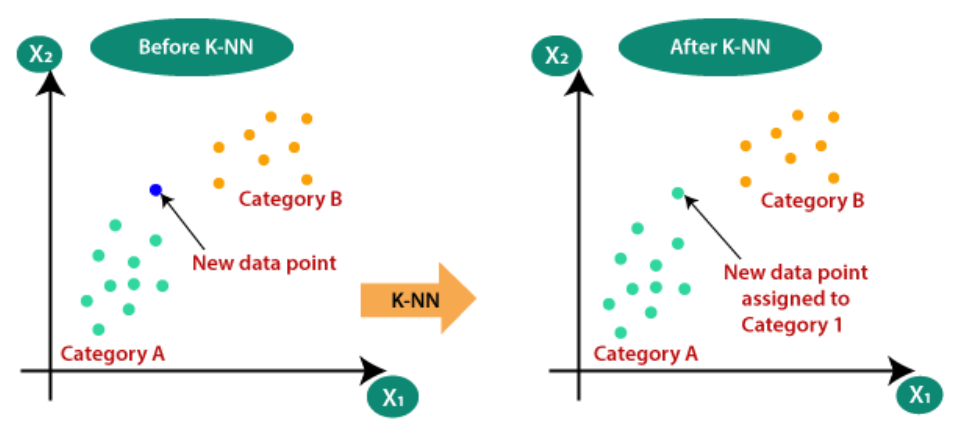 Before K-NN
X₂
Category B
New data point
Category A
X₁
K-NN
After K-NN
X₂
Category B
New data point
assigned to
Category 1
Category A
X₁